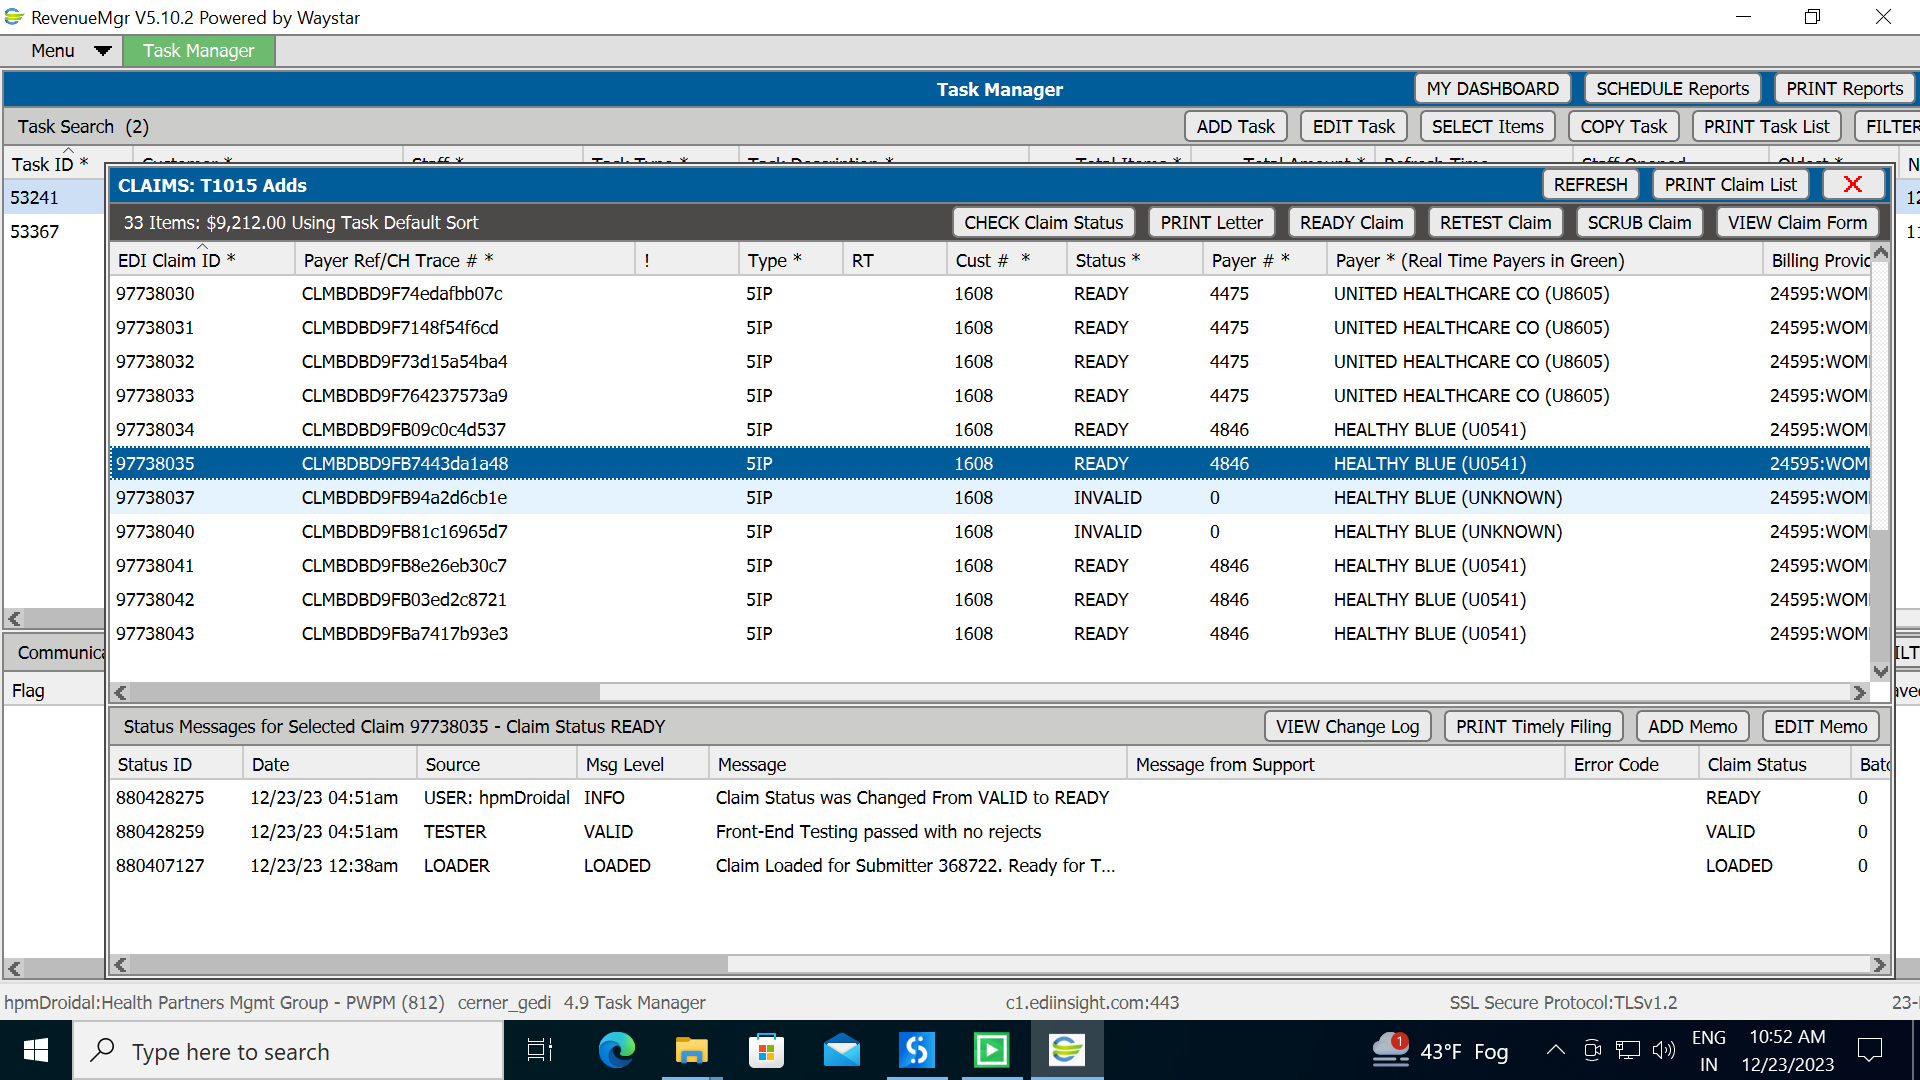 RevenueMgr V5.10.2 Powered by Waystar
Menu Task Manager
Task Manager MY DASHBOARD SCHEDULE Reports PRINT Reports
Task Search (2) ADD Task EDIT Task SELECT Items COPY Task PRINT Task List FILTER
Task ID * Customer * Staff * Task Type * Task Description * Total Items * Total Amount * Refresh Time Staff Opened Oldest * N
53241
53367
CLAIMS: T1015 Adds REFRESH PRINT Claim List X
33 Items: $9,212.00 Using Task Default Sort CHECK Claim Status PRINT Letter READY Claim RETEST Claim SCRUB Claim VIEW Claim Form
EDI Claim ID * Payer Ref/CH Trace # * ! Type * RT Cust # * Status * Payer # * Payer * (Real Time Payers in Green) Billing Provid
97738030 CLMBDBD9F74edafbb07c 5IP 1608 READY 4475 UNITED HEALTHCARE CO (U8605) 24595:WOM
97738031 CLMBDBD9F7148f54f6cd 5IP 1608 READY 4475 UNITED HEALTHCARE CO (U8605) 24595:WOM
97738032 CLMBDBD9F73d15a54ba4 5IP 1608 READY 4475 UNITED HEALTHCARE CO (U8605) 24595:WOM
97738033 CLMBDBD9F764237573a9 5IP 1608 READY 4475 UNITED HEALTHCARE CO (U8605) 24595:WOM
97738034 CLMBDBD9FB09c0c4d537 5IP 1608 READY 4846 HEALTHY BLUE (U0541) 24595:WOM
97738035 CLMBDBD9FB7443da1a48 5IP 1608 READY 4846 HEALTHY BLUE (U0541) 24595:WOM
97738037 CLMBDBD9FB94a2d6cb1e 5IP 1608 INVALID 0 HEALTHY BLUE (UNKNOWN) 24595:WOM
97738040 CLMBDBD9FB81c16965d7 5IP 1608 INVALID 0 HEALTHY BLUE (UNKNOWN) 24595:WOM
97738041 CLMBDBD9FB8e26eb30c7 5IP 1608 READY 4846 HEALTHY BLUE (U0541) 24595:WOM
97738042 CLMBDBD9FB03ed2c8721 5IP 1608 READY 4846 HEALTHY BLUE (U0541) 24595:WOM
97738043 CLMBDBD9FBa7417b93e3 5IP 1608 READY 4846 HEALTHY BLUE (U0541) 24595:WOM
Communica
Flag
Status Messages for Selected Claim 97738035 - Claim Status READY VIEW Change Log PRINT Timely Filing ADD Memo EDIT Memo
Status ID Date Source Msg Level Message Message from Support Error Code Claim Status Batc
880428275 12/23/23 04:51am USER: hpmDroidal INFO Claim Status was Changed From VALID to READY READY 0
880428259 12/23/23 04:51am TESTER VALID Front-End Testing passed with no rejects VALID 0
880407127 12/23/23 12:38am LOADER LOADED Claim Loaded for Submitter 368722. Ready for T... LOADED 0
hpmDroidal:Health Partners Mgmt Group - PWPM (812) cerner_gedi 4.9 Task Manager c1.ediinsight.com:443 SSL Secure Protocol:TLSv1.2 23-
Type here to search 1 43°F Fog ENG IN 10:52 AM 12/23/2023